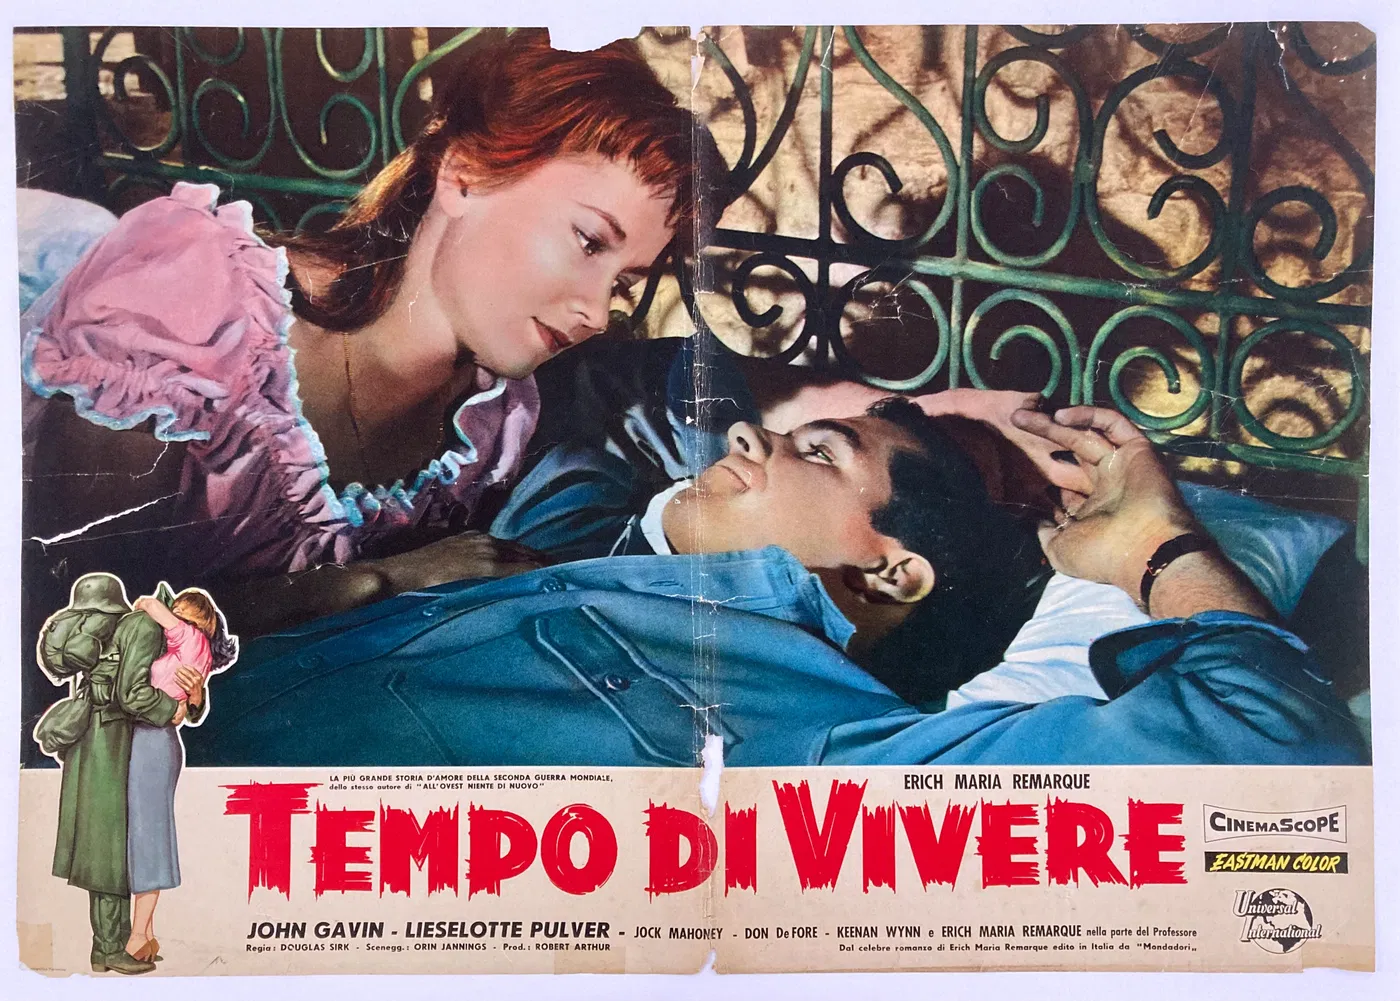 LA PIÙ GRANDE STORIA D'AMORE DELLA SECONDA GUERRA MONDIALE,
dello stesso autore di "ALL'OVEST NIENTE DI NUOVO"
ERICH MARIA REMARQUE
TEMPO DI VIVERE
CINEMASCOPE
EASTMAN COLOR
Universal
International
JOHN GAVIN - LIESELOTTE PULVER - JOCK MAHONEY - DON DeFORE - KEENAN WYNN e ERICH MARIA REMARQUE nella parte del Professore
Regia: DOUGLAS SIRK - Scenegg.: ORIN JANNINGS - Prod.: ROBERT ARTHUR
Dal celebre romanzo di Erich Maria Remarque edito in Italia da "Mondadori,,